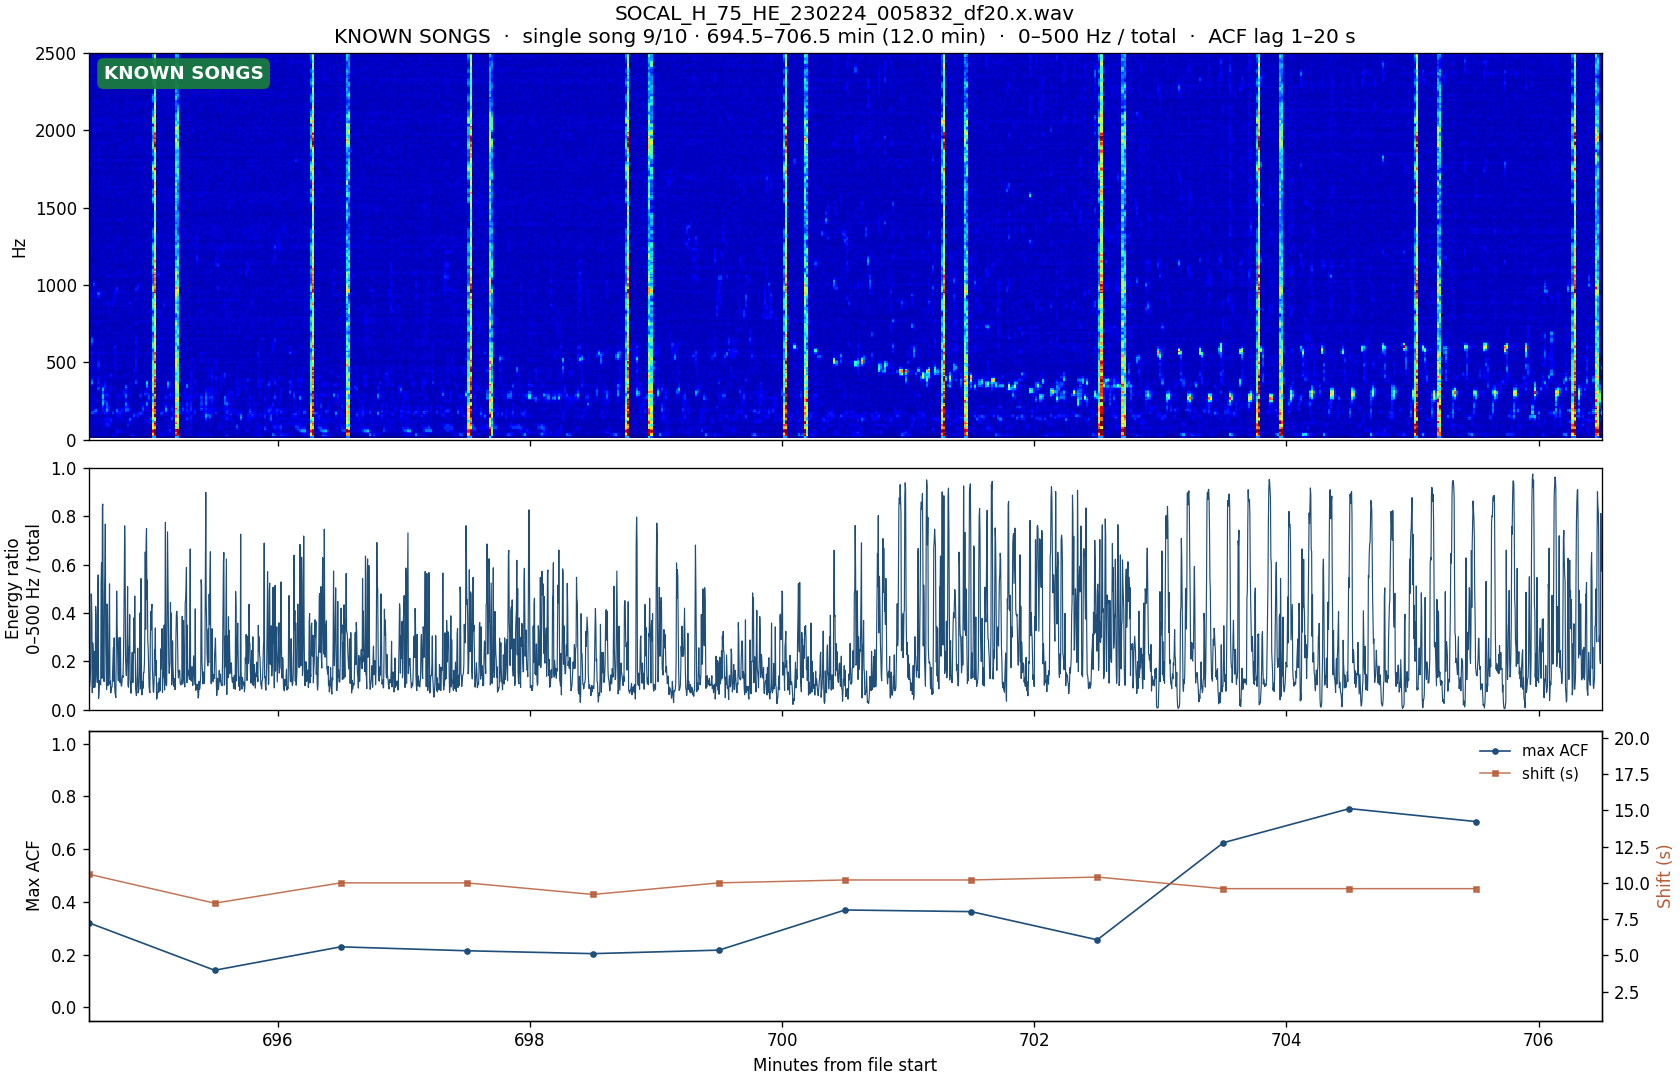 SOCAL_H_75_HE_230224_005832_df20.x.wav
KNOWN SONGS · single song 9/10 · 694.5–706.5 min (12.0 min) · 0–500 Hz / total · ACF lag 1–20 s
KNOWN SONGS
2500
2000
1500
1000
500
0
Hz
1.0
0.8
0.6
0.4
0.2
0.0
Energy ratio
0–500 Hz / total
1.0
0.8
0.6
0.4
0.2
0.0
Max ACF
max ACF
shift (s)
20.0
17.5
15.0
12.5
10.0
7.5
5.0
2.5
Shift (s)
696
698
700
702
704
706
Minutes from file start